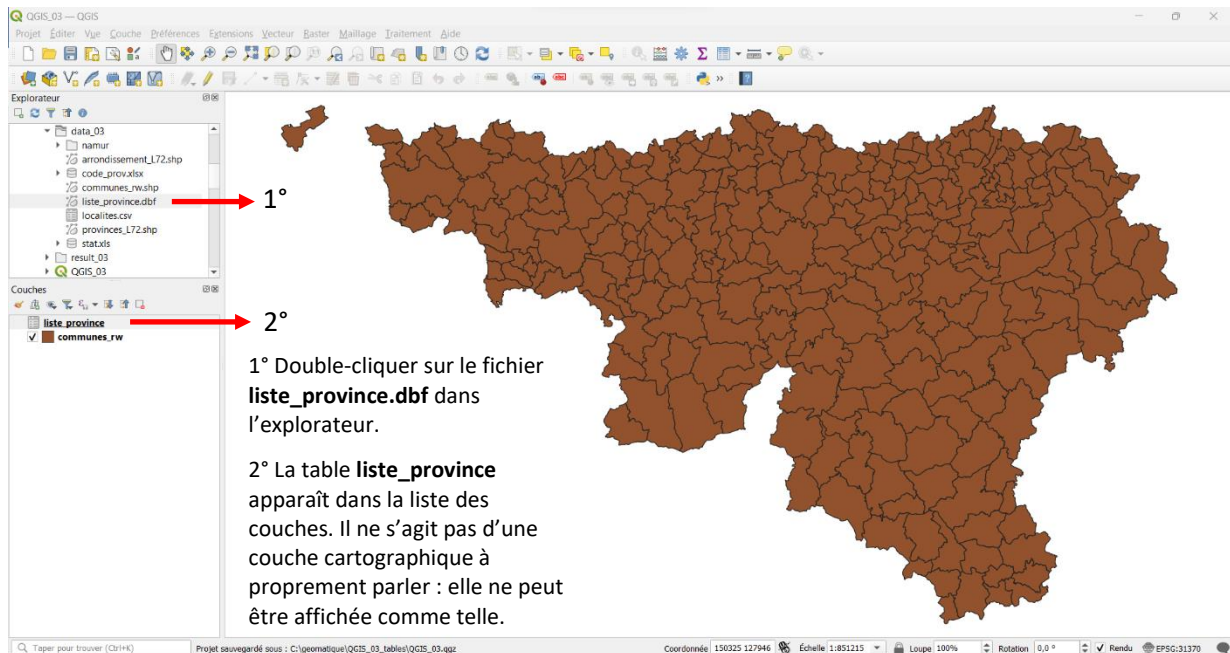 QGIS_03 — QGIS
Projet Éditer Vue Couche Préférences Extensions Vecteur Raster Maillage Traitement Aide
Explorateur
data_03
namur
arrondissement_L72.shp
code_prov.xlsx
communes_rw.shp
liste_province.dbf
localites.csv
provinces_L72.shp
stat.xls
result_03
QGIS_03
Couches
liste_province
communes_rw
1°
2°
1° Double-cliquer sur le fichier
liste_province.dbf dans
l’explorateur.
2° La table liste_province
apparaît dans la liste des
couches. Il ne s’agit pas d’une
couche cartographique à
proprement parler : elle ne peut
être affichée comme telle.
Taper pour trouver (Ctrl+K) Projet sauvegardé sous : C:\geomatique\QGIS_03_tables\QGIS_03.qgz Coordonnée 150325 127946 Échelle 1:851215 Loupe 100% Rotation 0,0 ° Rendu EPSG:31370